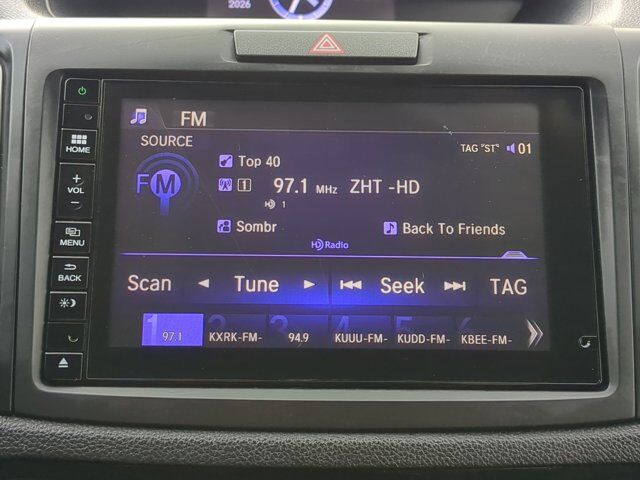 2026
FM
SOURCE
TAG "ST" 01
Top 40
FM
1 97.1 MHz ZHT -HD
HD 1
Sombr Back To Friends
HD Radio
Scan Tune Seek TAG
1 2 3 4 5 6
97.1 KXRK-FM- 94.9 KUUU-FM- KUDD-FM- KBEE-FM-
HOME
+
VOL
-
MENU
BACK